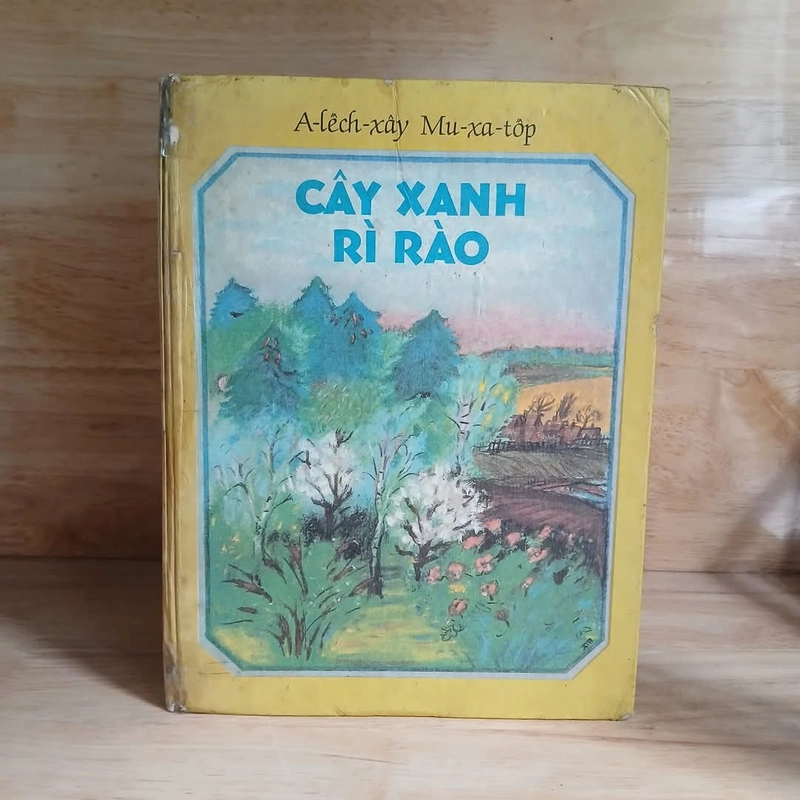 A-lếch-xây Mu-xa-tốp
CÂY XANH
RÌ RÀO